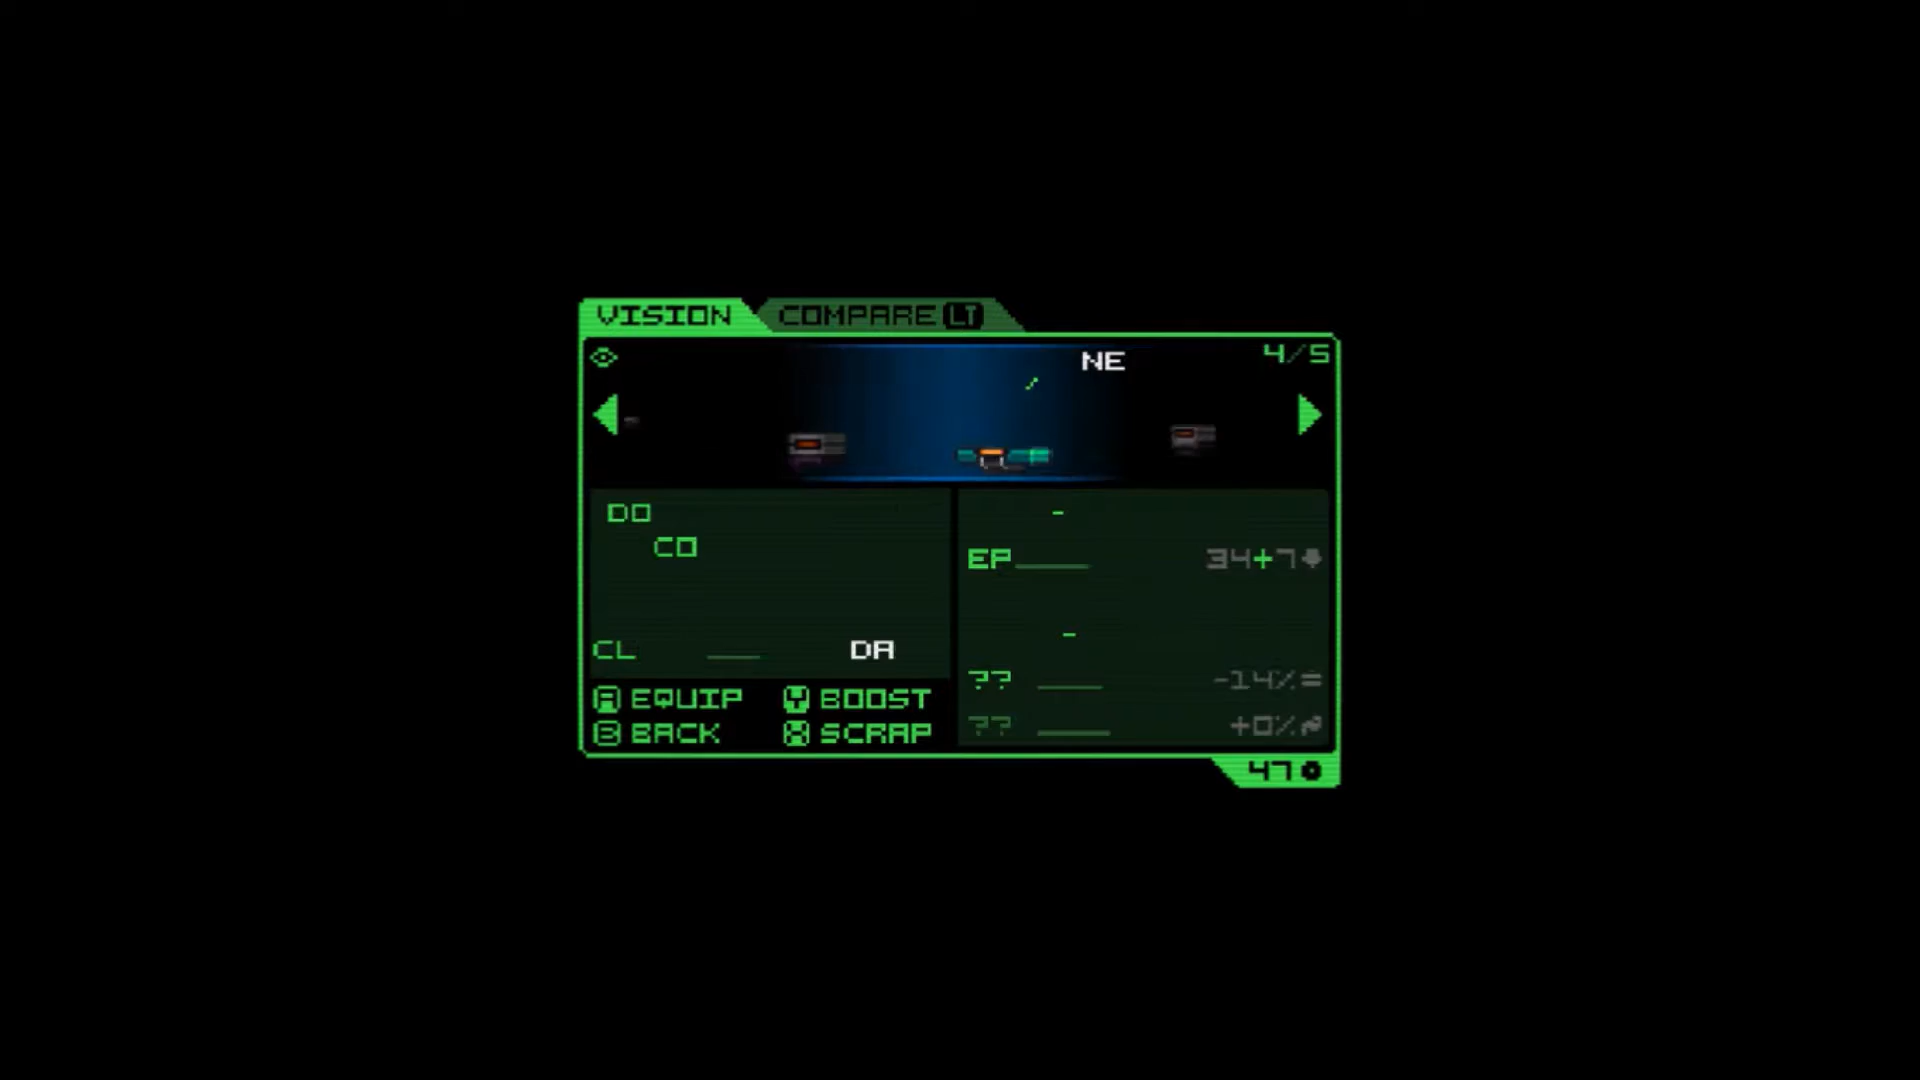 VISION COMPARE LT
NE 4/5
DO
CO
EP 34+7
CL DA
?? -14%
?? +0%
A EQUIP Y BOOST
B BACK X SCRAP
47